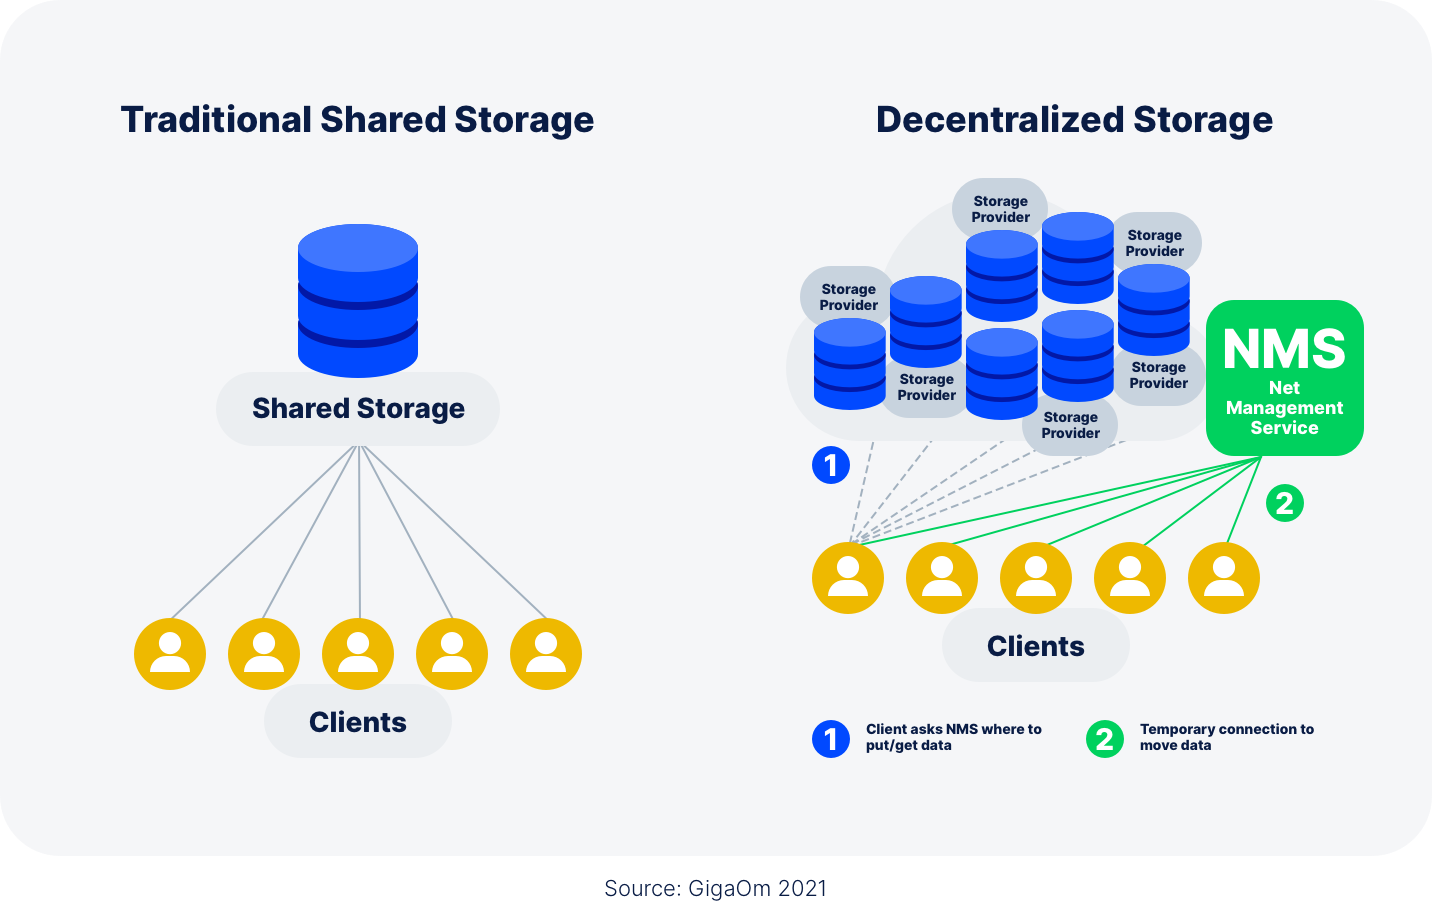 Traditional Shared Storage
Shared Storage
Clients
Decentralized Storage
Storage
Provider
Storage
Provider
Storage
Provider
Storage
Provider
Storage
Provider
Storage
Provider
NMS
Net
Management
Service
1
2
Clients
1
Client asks NMS where to
put/get data
2
Temporary connection to
move data
Source: GigaOm 2021